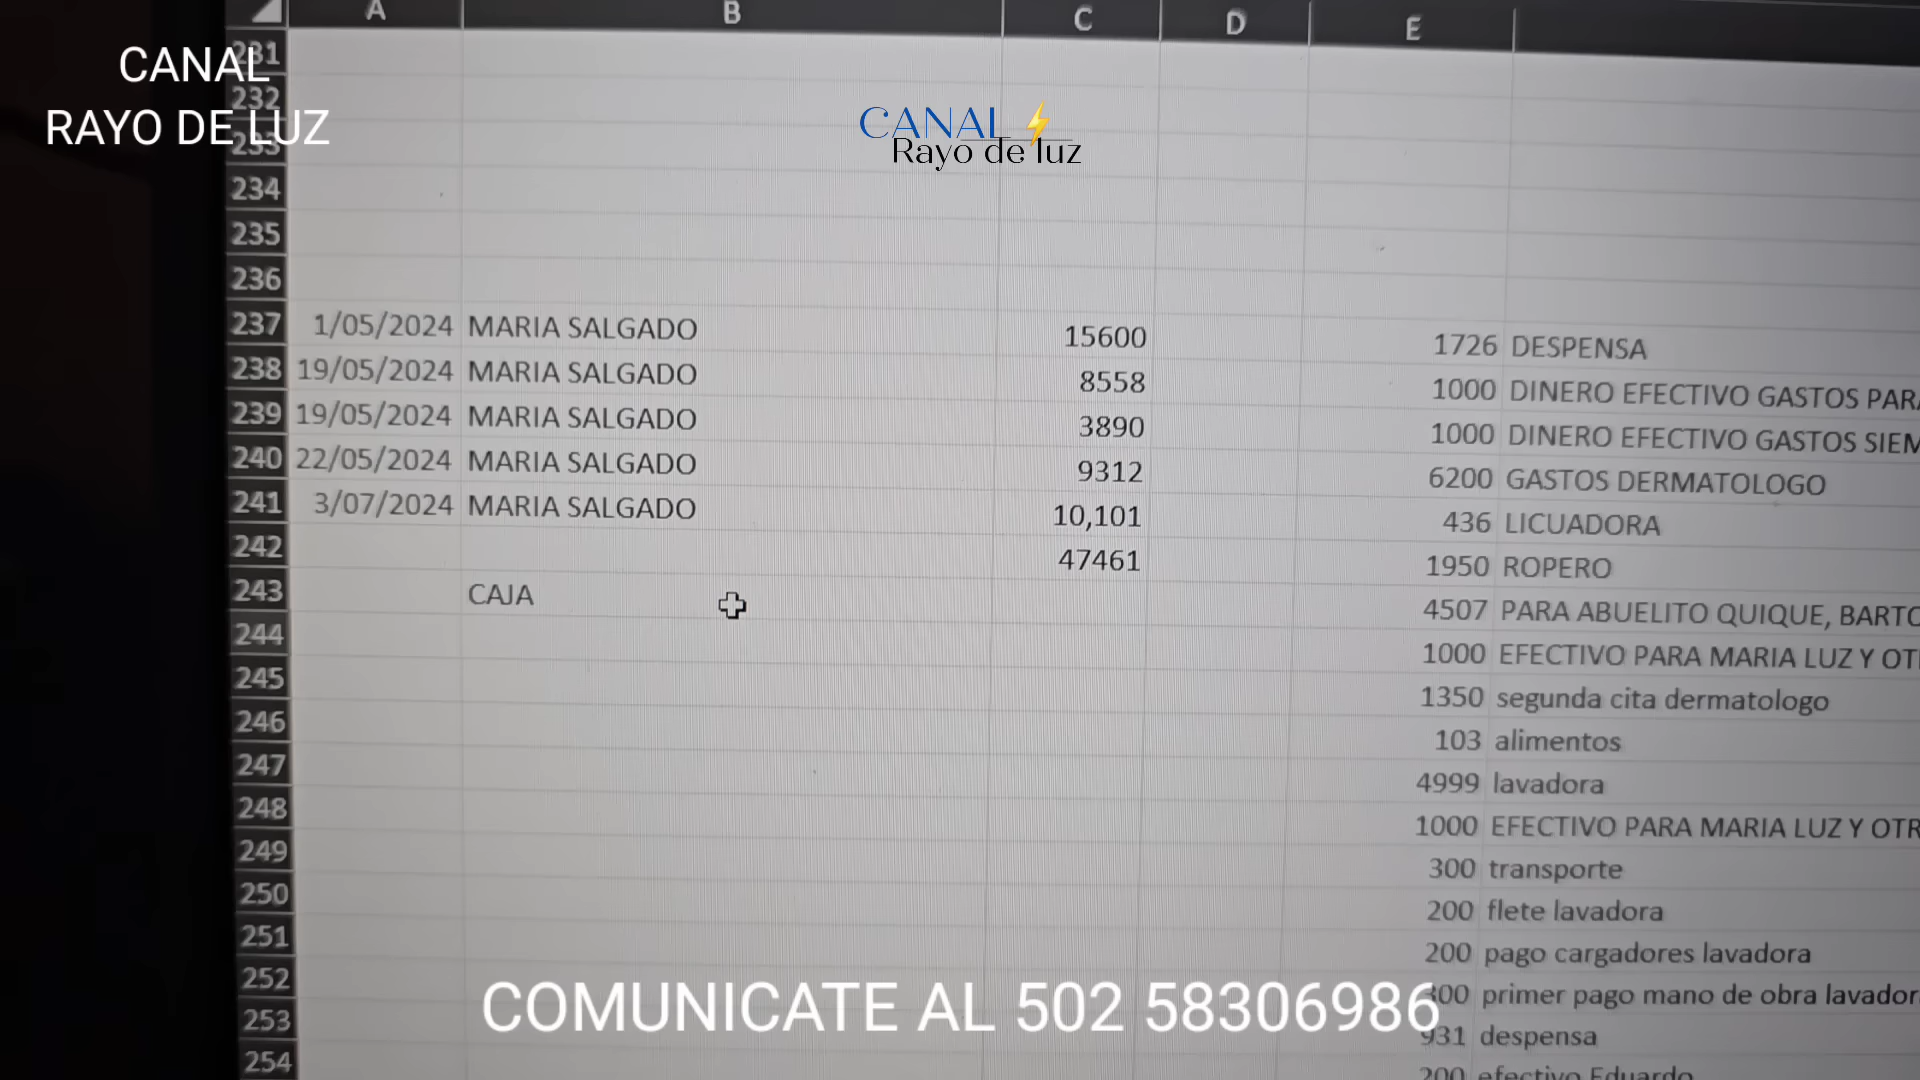 A B C D E
CANAL
RAYO DE LUZ
CANAL
Rayo de luz
231
232
233
234
235
236
237 1/05/2024 MARIA SALGADO 15600 1726 DESPENSA
238 19/05/2024 MARIA SALGADO 8558 1000 DINERO EFECTIVO GASTOS PARA
239 19/05/2024 MARIA SALGADO 3890 1000 DINERO EFECTIVO GASTOS SIEM
240 22/05/2024 MARIA SALGADO 9312 6200 GASTOS DERMATOLOGO
241 3/07/2024 MARIA SALGADO 10,101 436 LICUADORA
242 47461 1950 ROPERO
243 CAJA 4507 PARA ABUELITO QUIQUE, BARTO
244 1000 EFECTIVO PARA MARIA LUZ Y OT
245 1350 segunda cita dermatologo
246 103 alimentos
247 4999 lavadora
248 1000 EFECTIVO PARA MARIA LUZ Y OTR
249 300 transporte
250 200 flete lavadora
251 200 pago cargadores lavadora
252 primer pago mano de obra lavador
253 931 despensa
254 200 efectivo Eduardo
COMUNICATE AL 502 58306986